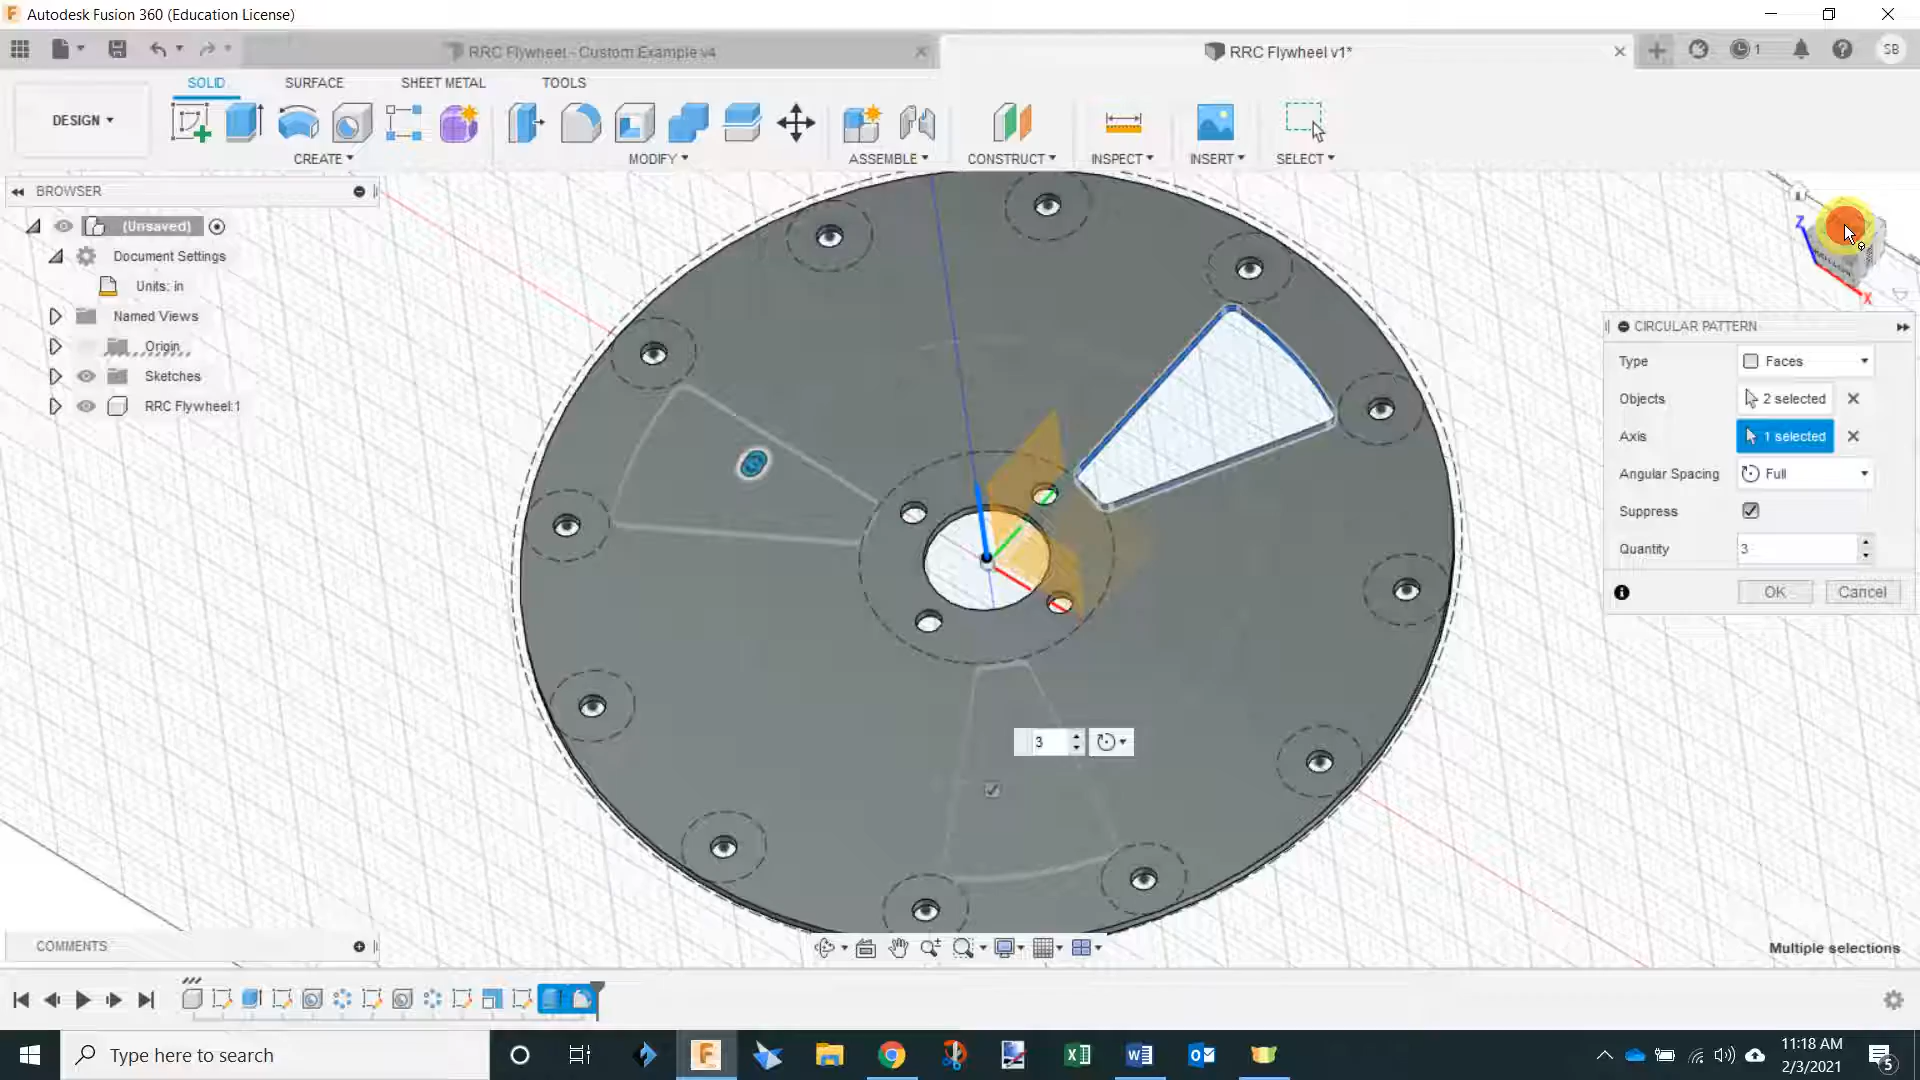 Autodesk Fusion 360 (Education License)
RRC Flywheel - Custom Example v4
RRC Flywheel v1*
1
SB
SOLID
SURFACE
SHEET METAL
TOOLS
DESIGN
CREATE
MODIFY
ASSEMBLE
CONSTRUCT
INSPECT
INSERT
SELECT
BROWSER
(Unsaved)
Document Settings
Units: in
Named Views
Origin
Sketches
RRC Flywheel:1
Z
X
CIRCULAR PATTERN
Type Faces
Objects 2 selected
Axis 1 selected
Angular Spacing Full
Suppress
Quantity 3
OK Cancel
3
COMMENTS
Multiple selections
Type here to search
11:18 AM
2/3/2021
5